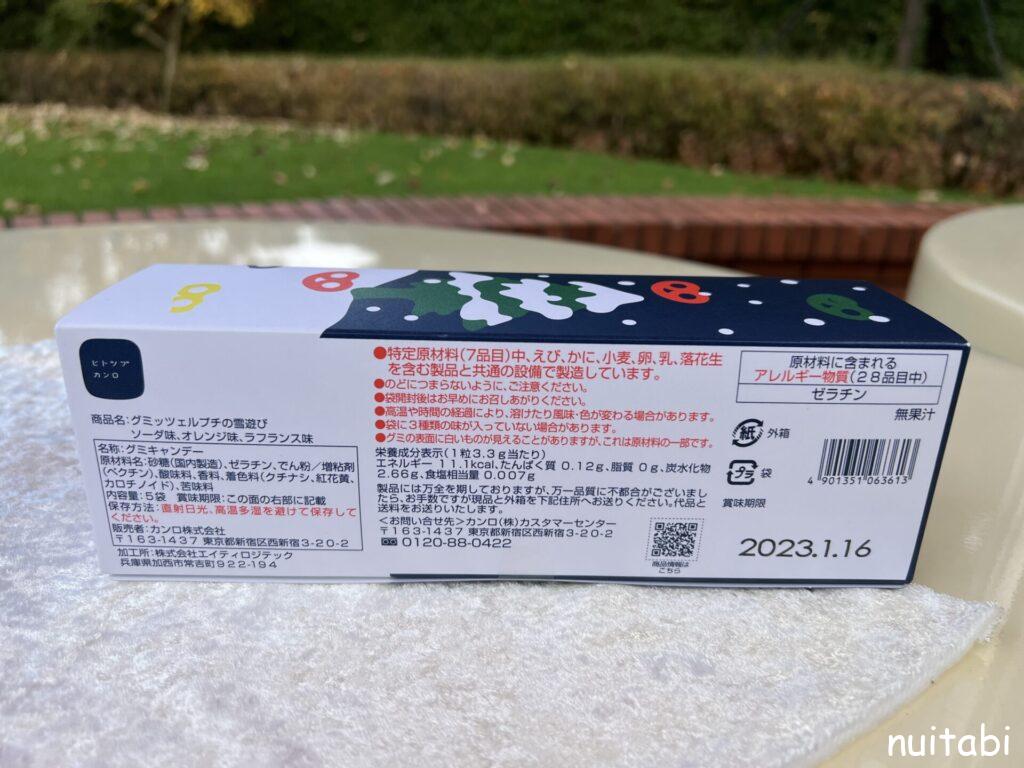 ヒトツブ
カンロ
商品名:グミッツェルプチの雪遊び
ソーダ味、オレンジ味、ラフランス味
名称:グミキャンデー
原材料名:砂糖(国内製造)、ゼラチン、でん粉/増粘剤
(ペクチン)、酸味料、香料、着色料(クチナシ、紅花黄、
カロチノイド)、苦味料
内容量:5袋 賞味期限:この面の右部に記載
保存方法:直射日光、高温多湿を避けて保存して
ください。
販売者:カンロ株式会社
〒163-1437 東京都新宿区西新宿3-20-2
加工所:株式会社エイティロジテック
兵庫県加西市常吉町922-194
●特定原材料(7品目)中、えび、かに、小麦、卵、乳、落花生
を含む製品と共通の設備で製造しています。
●のどにつまらないように、ご注意ください。
●袋開封後はお早めにお召しあがりください。
●高温や時間の経過により、溶けたり風味・色が変わる場合があります。
●袋に3種類の味が入っていない場合があります。
●グミの表面に白いものが見えることがありますが、これは原材料の一部です。
栄養成分表示(1粒3.3g当たり)
エネルギー 11.1kcal、たんぱく質 0.12g、脂質 0g、炭水化物
2.66g、食塩相当量 0.007g
製品には万全を期しておりますが、万一品質に不都合がございまし
たら、お手数ですが現品と外箱を下記住所へお送りください。代品と
送料をお送りいたします。
<お問い合せ先>カンロ(株)カスタマーセンター
〒163-1437 東京都新宿区西新宿3-20-2
0120-88-0422
商品情報は
こちら
原材料に含まれる
アレルギー物質(28品目中)
ゼラチン
無果汁
紙 外箱
プラ 袋
4 901351 063613
賞味期限
2023.1.16
nuitabi